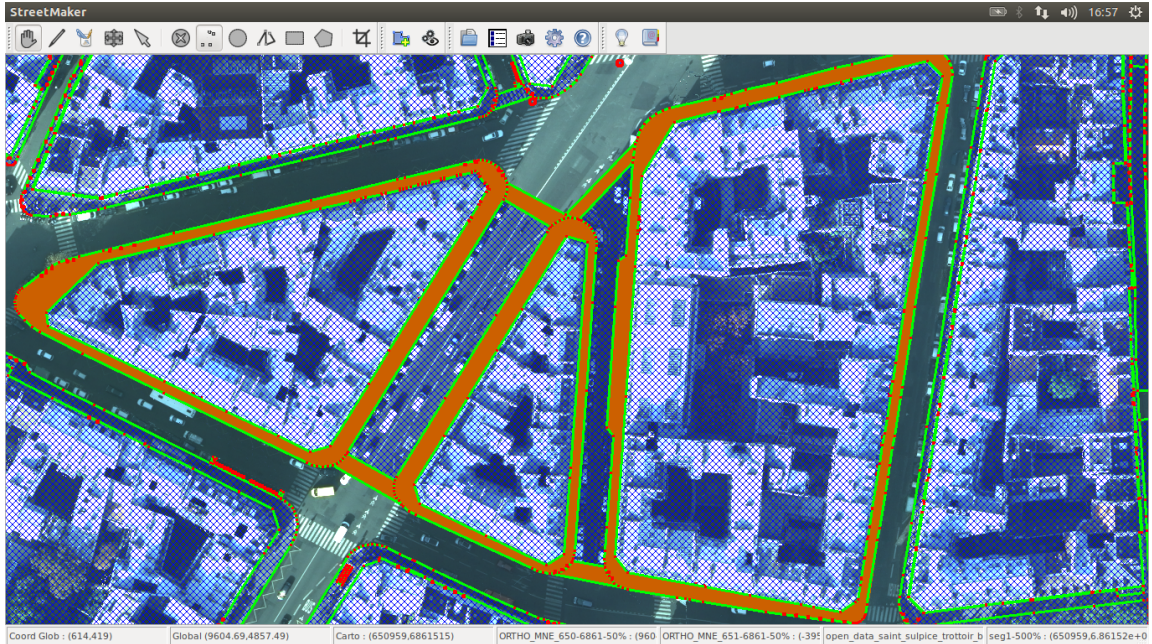 StreetMaker
16:57
Coord Glob : (614,419)
Global (9604.69,4857.49)
Carto : (650959,6861515)
ORTHO_MNE_650-6861-50% : (960
ORTHO_MNE_651-6861-50% : (-395
open_data_saint_sulpice_trottoir_b
seg1-500% : (650959,6.86152e+0